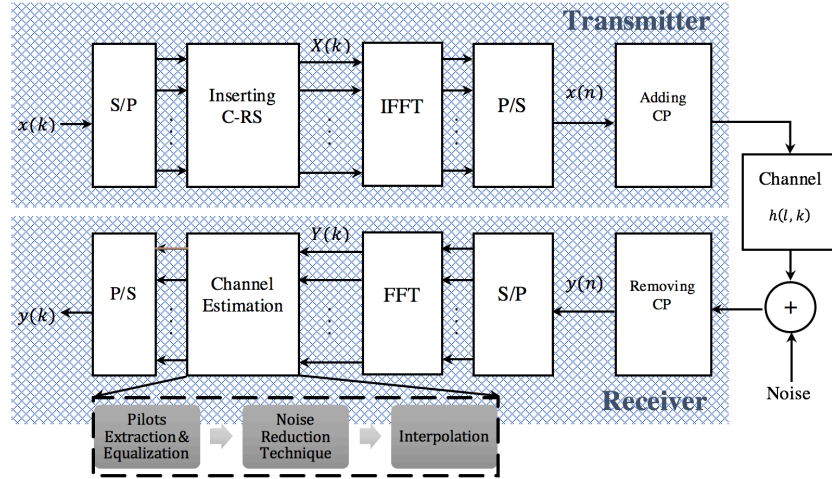 Transmitter
x(k)
S/P
Inserting
C-RS
X(k)
IFFT
P/S
x(n)
Adding
CP
Channel
h(l, k)
+
Noise
Removing
CP
y(n)
S/P
FFT
Y(k)
Channel
Estimation
P/S
y(k)
Receiver
Pilots
Extraction &
Equalization
Noise
Reduction
Technique
Interpolation